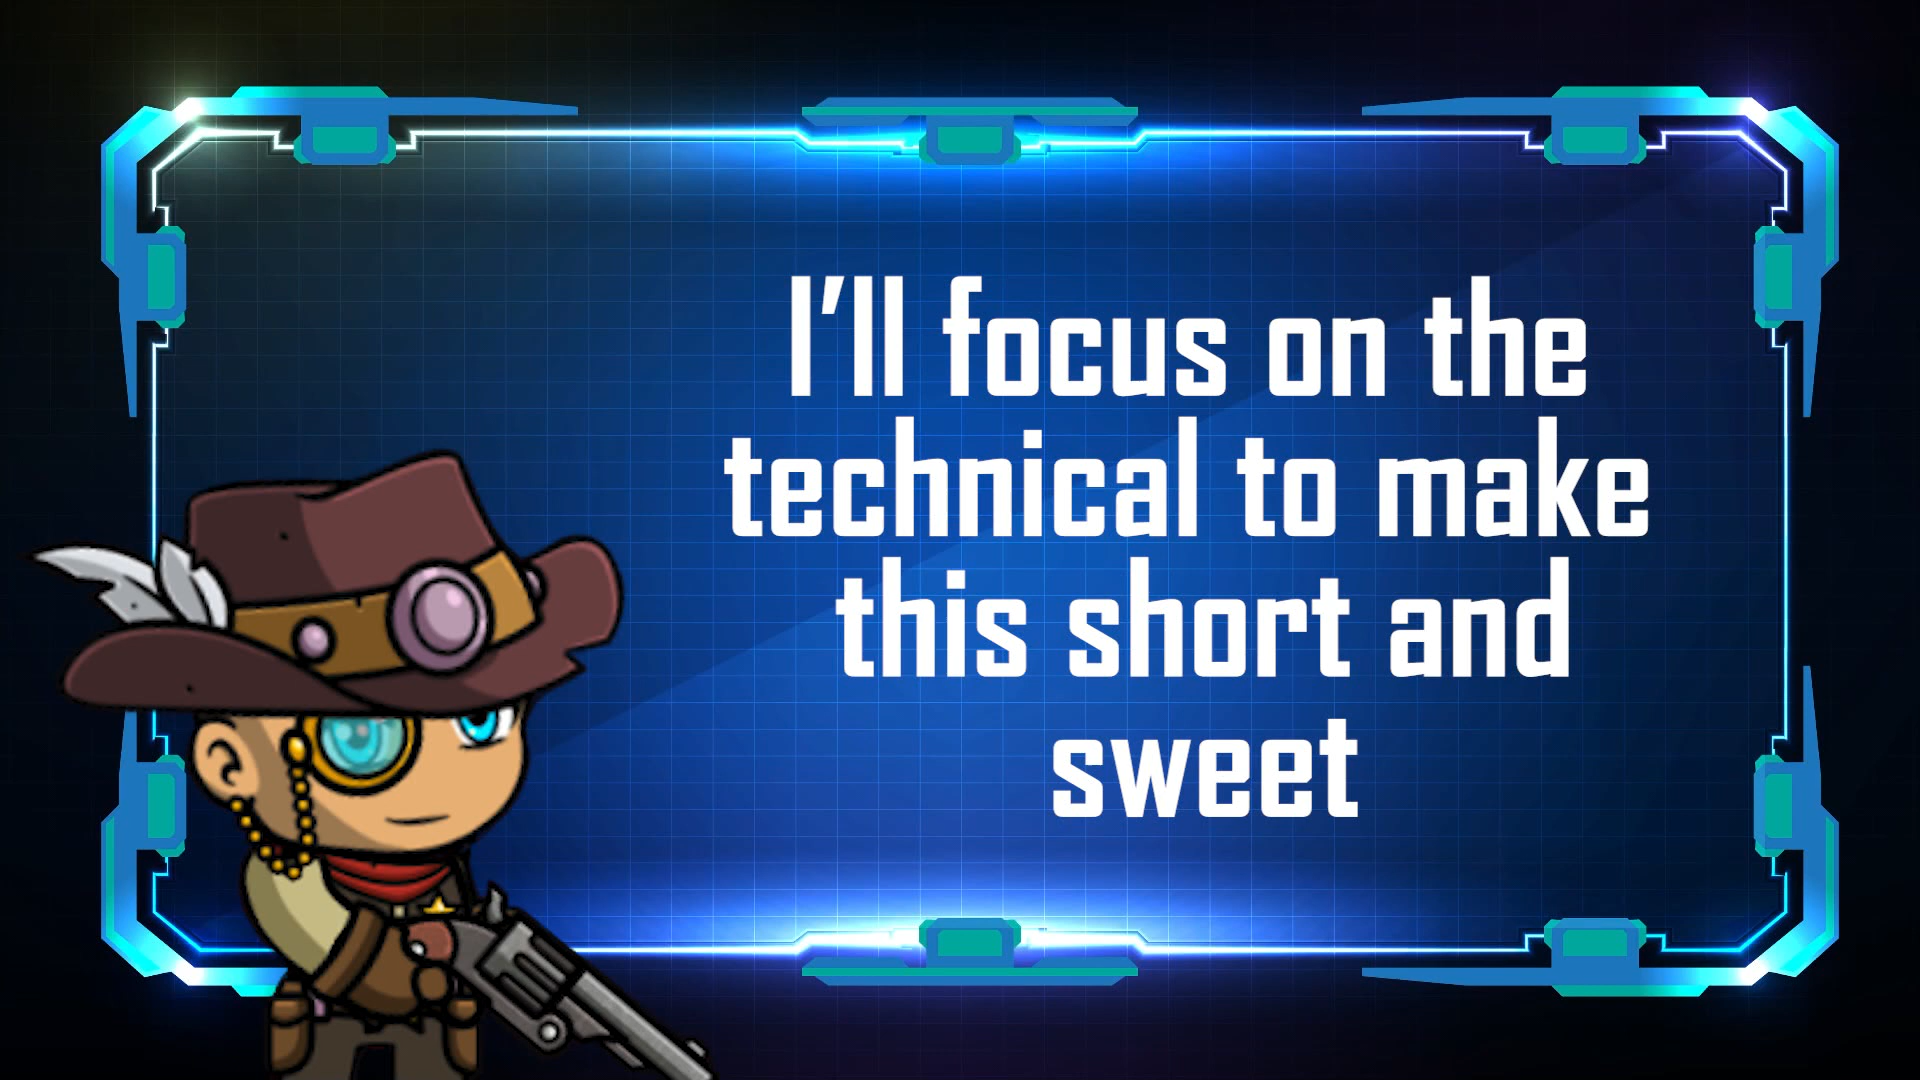 I'll focus on the
technical to make
this short and
sweet